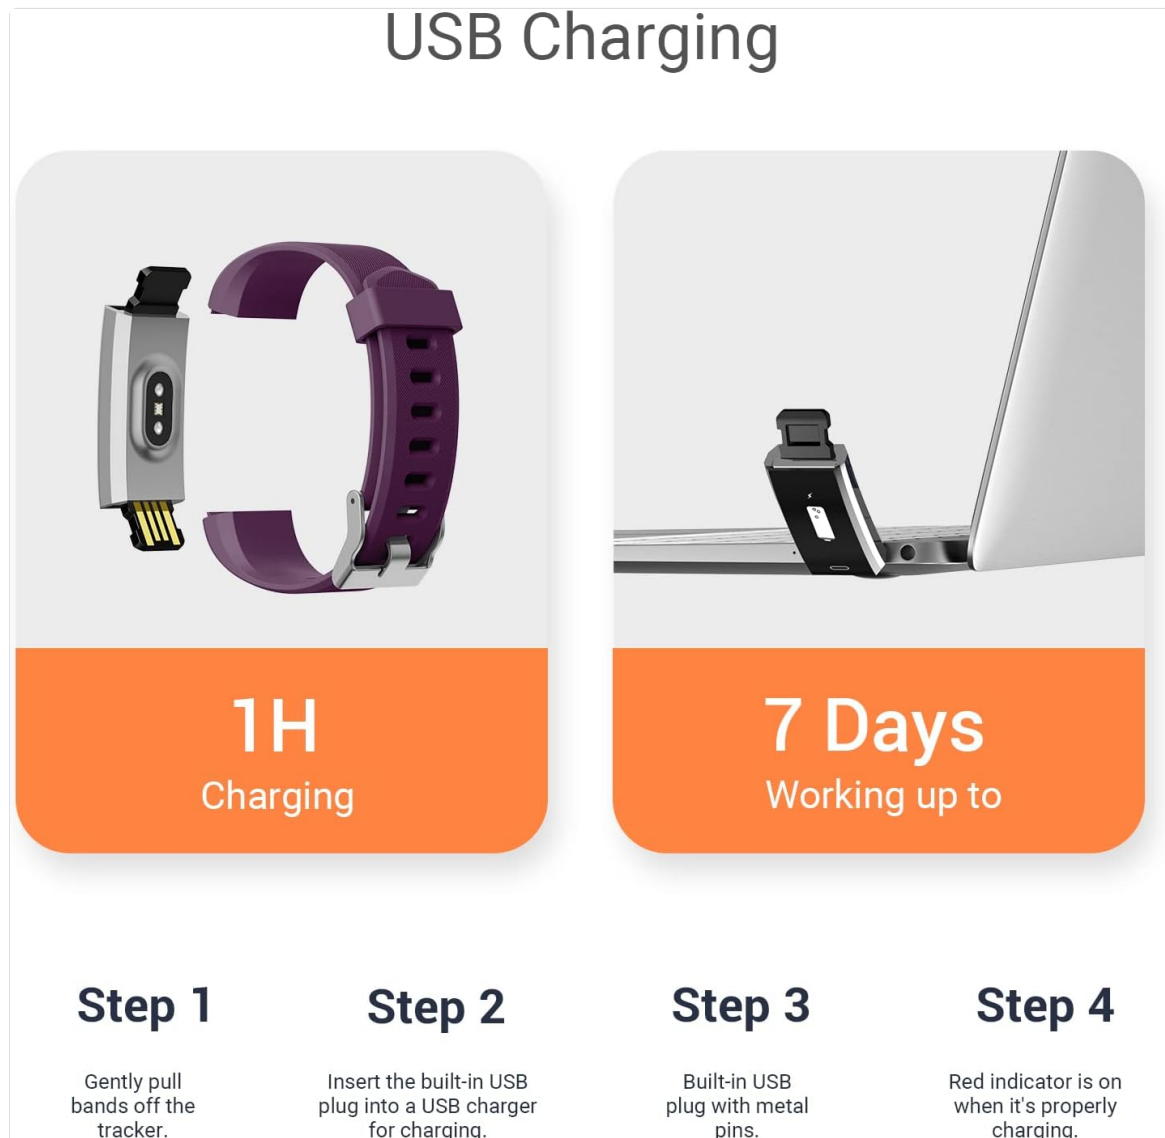 USB Charging
1H
Charging
7 Days
Working up to
Step 1
Gently pull
bands off the
tracker.
Step 2
Insert the built-in USB
plug into a USB charger
for charging.
Step 3
Built-in USB
plug with metal
pins.
Step 4
Red indicator is on
when it's properly
charging.